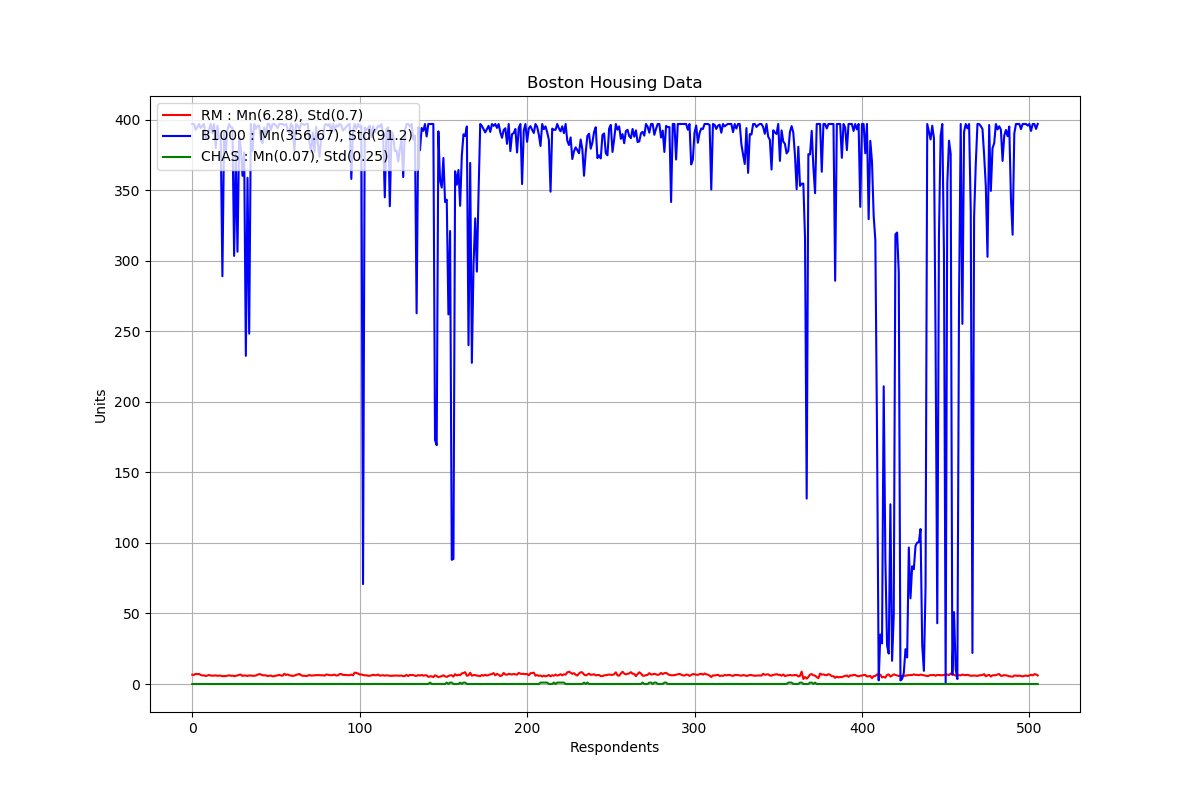 Boston Housing Data
RM : Mn(6.28), Std(0.7)
B1000 : Mn(356.67), Std(91.2)
CHAS : Mn(0.07), Std(0.25)
400
350
300
250
200
150
100
50
0
Units
0 100 200 300 400 500
Respondents